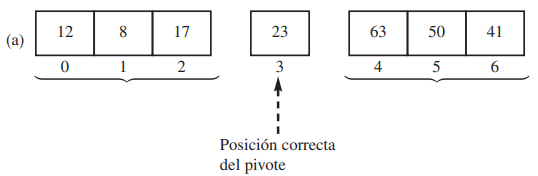 (a) 12 8 17 23 63 50 41
0 1 2 3 4 5 6
Posición correcta
del pivote